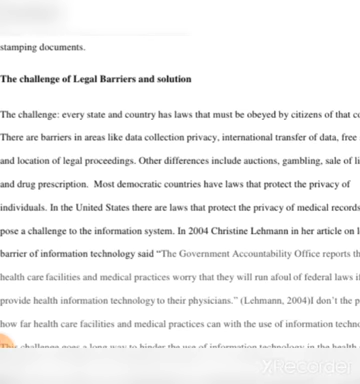 stamping documents.
The challenge of Legal Barriers and solution
The challenge: every state and country has laws that must be obeyed by citizens of that
There are barriers in areas like data collection privacy, international transfer of data, free
and location of legal proceedings. Other differences include auctions, gambling, sale of
and drug prescription. Most democratic countries have laws that protect the privacy of
individuals. In the United States there are laws that protect the privacy of medical records
pose a challenge to the information system. In 2004 Christine Lehmann in her article on
barrier of information technology said “The Government Accountability Office reports
health care facilities and medical practices worry that they will run afoul of federal laws
provide health information technology to their physicians.” (Lehmann, 2004)I don’t the
how far health care facilities and medical practices can with the use of information
This challenge goes a long way to hinder the use of information technology in the health
XRecorder